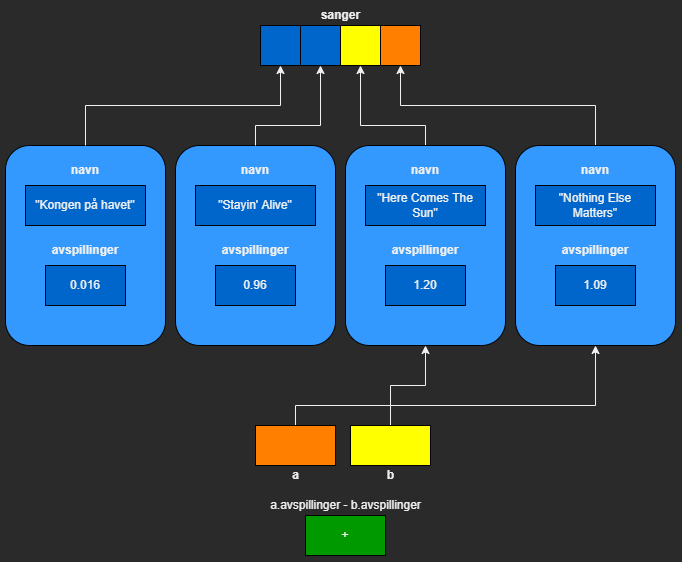 sanger
navn
"Kongen på havet"
avspillinger
0.016
navn
"Stayin' Alive"
avspillinger
0.96
navn
"Here Comes The
Sun"
avspillinger
1.20
navn
"Nothing Else
Matters"
avspillinger
1.09
a
b
a.avspillinger - b.avspillinger
+